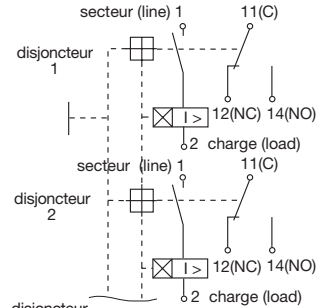 secteur (line) 1 11(C)
disjoncteur
1
I >
12(NC) 14(NO)
2 charge (load)
secteur (line) 1 11(C)
disjoncteur
2
I >
12(NC) 14(NO)
2 charge (load)
disjoncteur